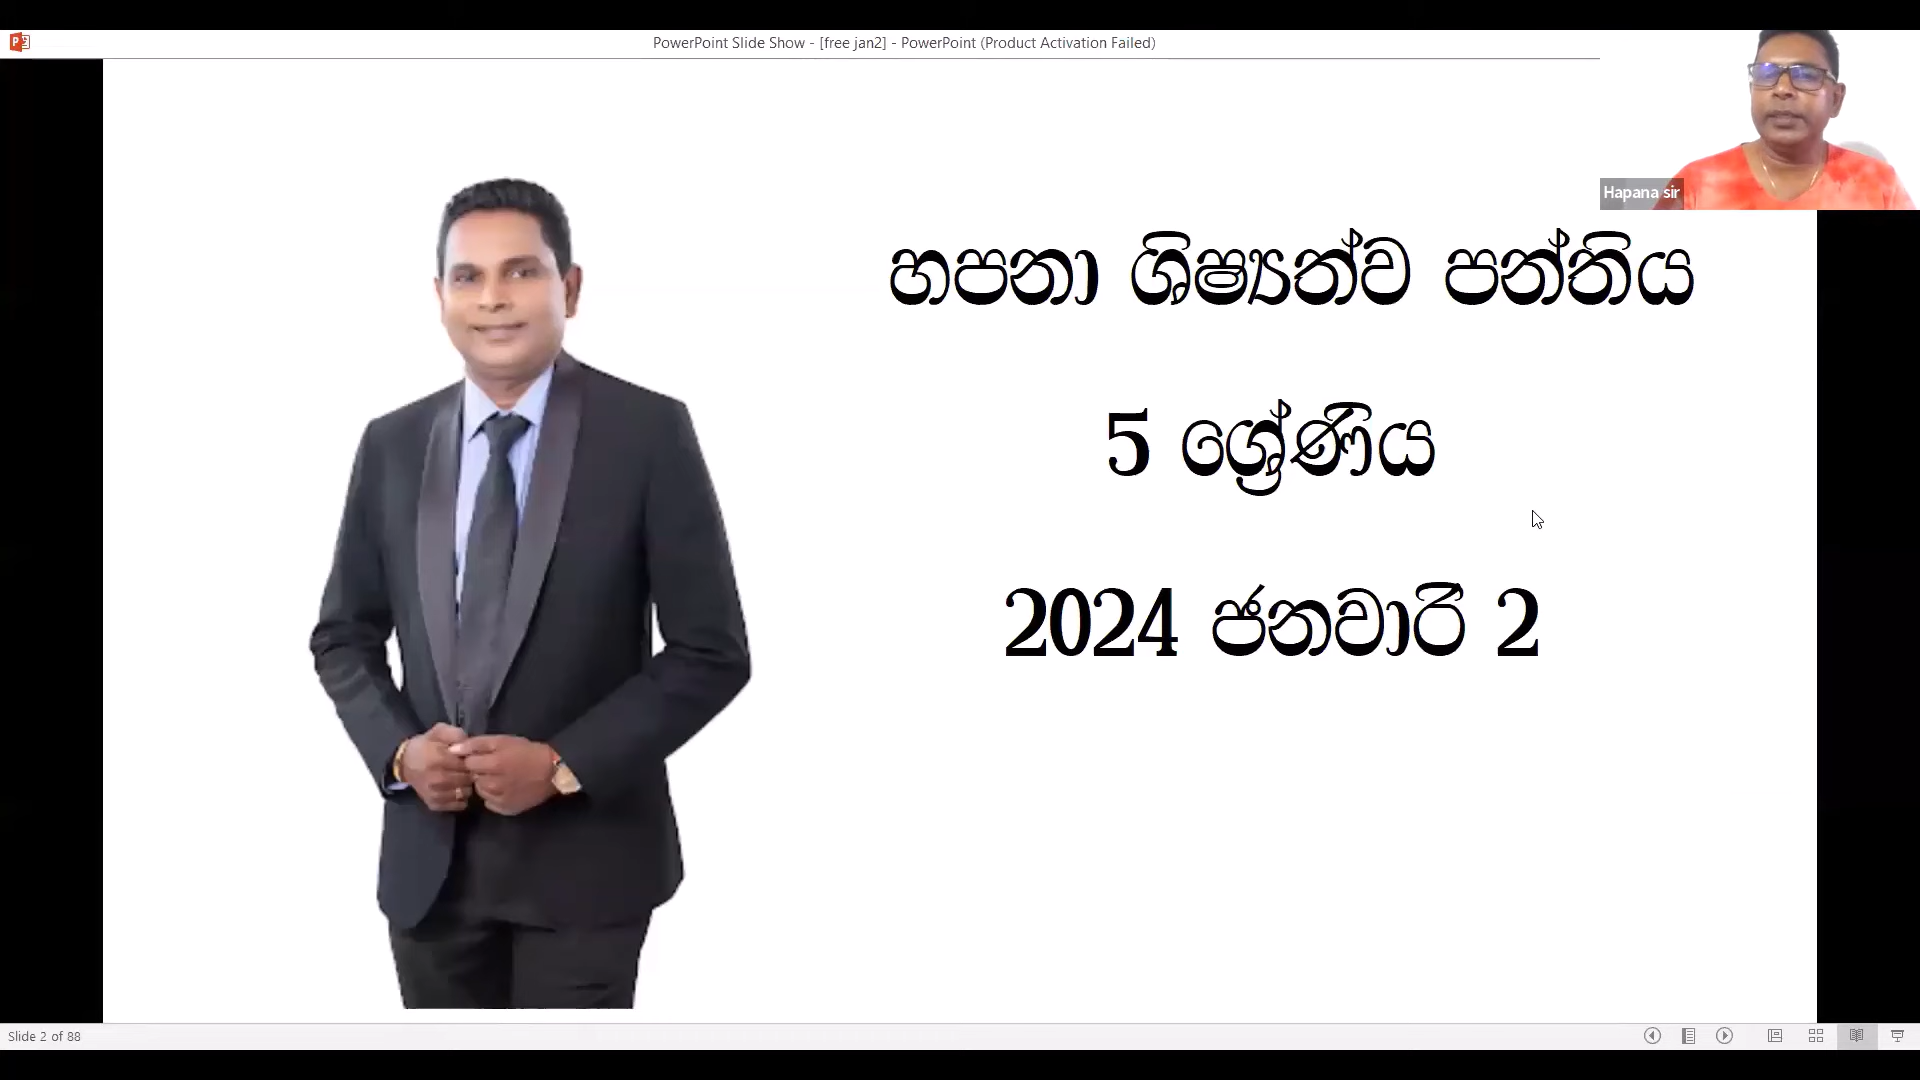 PowerPoint Slide Show - [free jan2] - PowerPoint (Product Activation Failed)
Hapana sir
හපනා ශිෂ්‍යත්ව පන්තිය
5 ශ්‍රේණිය
2024 ජනවාරි 2
Slide 2 of 88